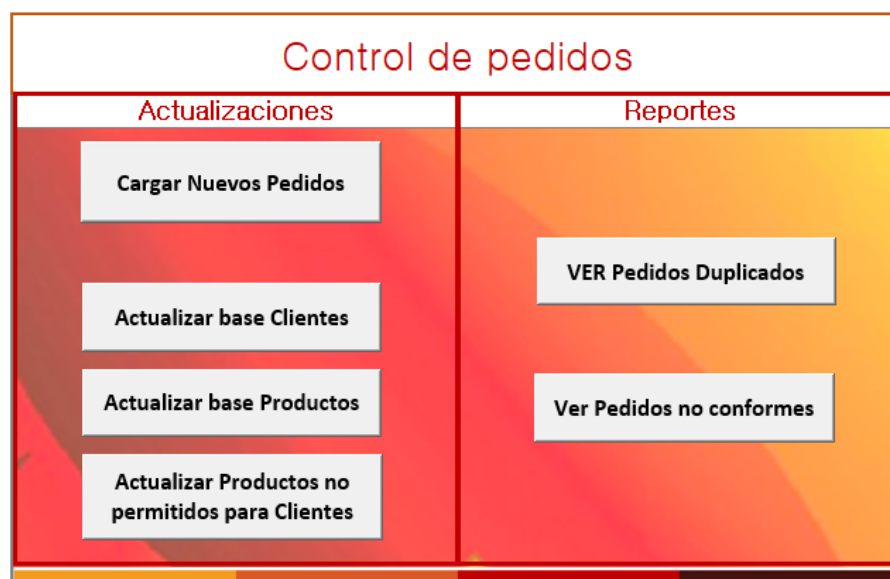 Control de pedidos
Actualizaciones
Cargar Nuevos Pedidos
Actualizar base Clientes
Actualizar base Productos
Actualizar Productos no
permitidos para Clientes
Reportes
VER Pedidos Duplicados
Ver Pedidos no conformes